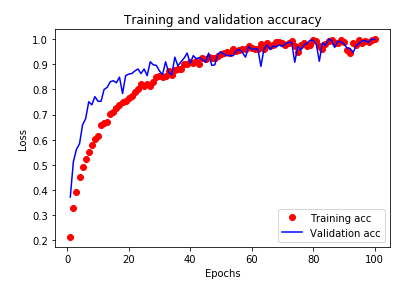 Training and validation accuracy
1.0
0.9
0.8
0.7
0.6
0.5
0.4
0.3
0.2
Loss
0 20 40 60 80 100
Epochs
Training acc
Validation acc